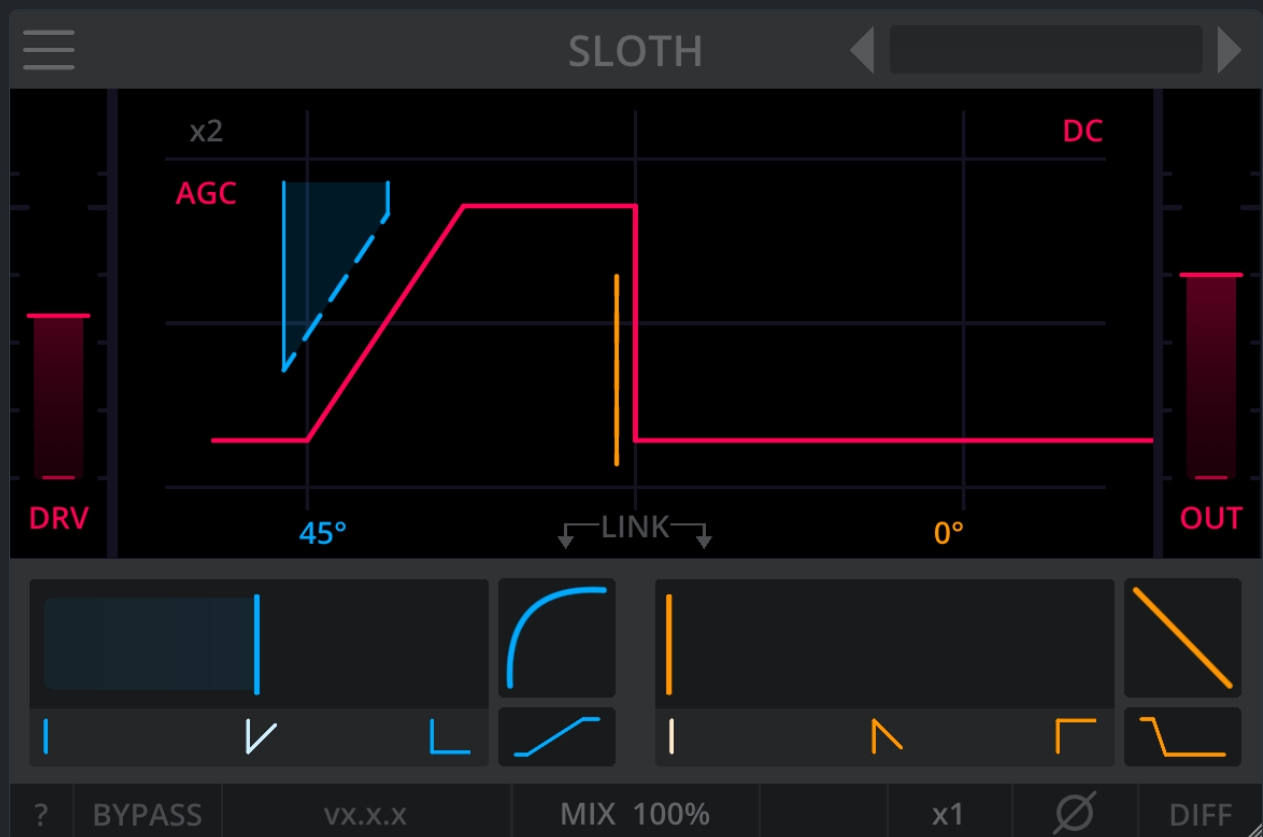 SLOTH
x2
DC
AGC
DRV
OUT
45°
LINK
0°
?
BYPASS
vx.x.x
MIX 100%
x1
Ø
DIFF